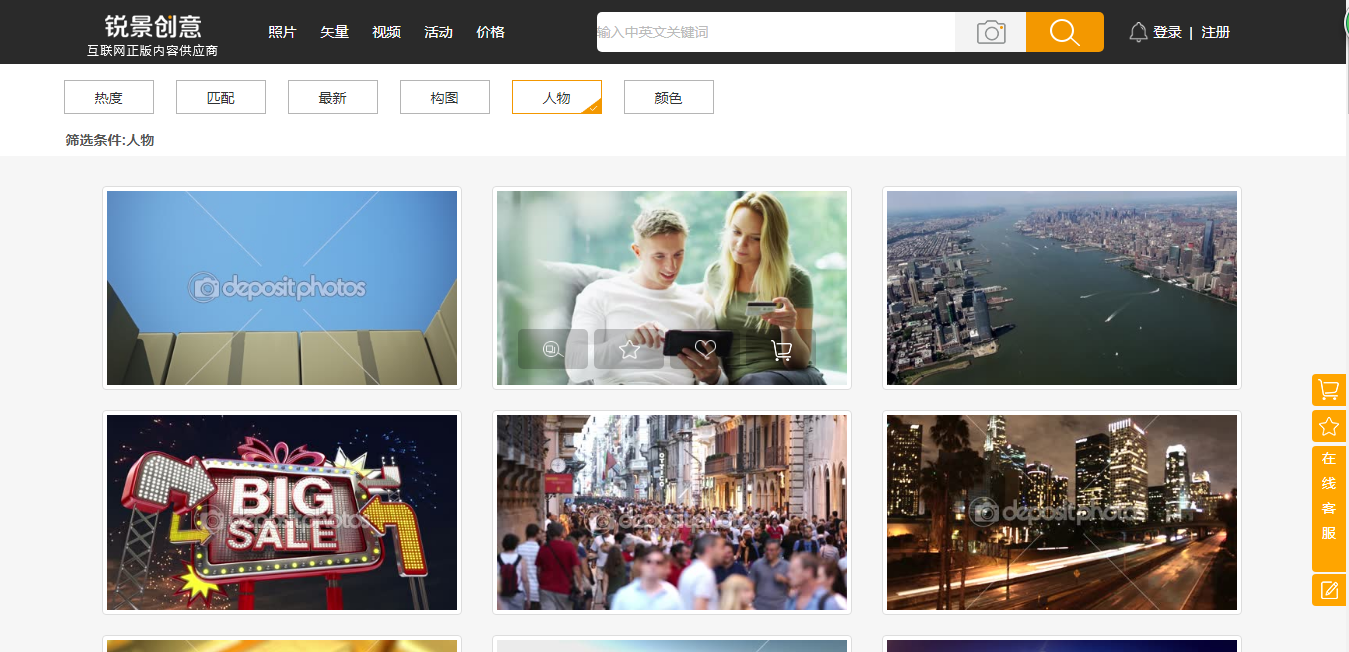 锐景创意
互联网正版内容供应商
照片 矢量 视频 活动 价格
输入中英文关键词
登录 | 注册
热度 匹配 最新 构图 人物 颜色
筛选条件:人物
depositphotos
BIG
SALE
depositphotos
depositphotos
depositphotos
在
线
客
服